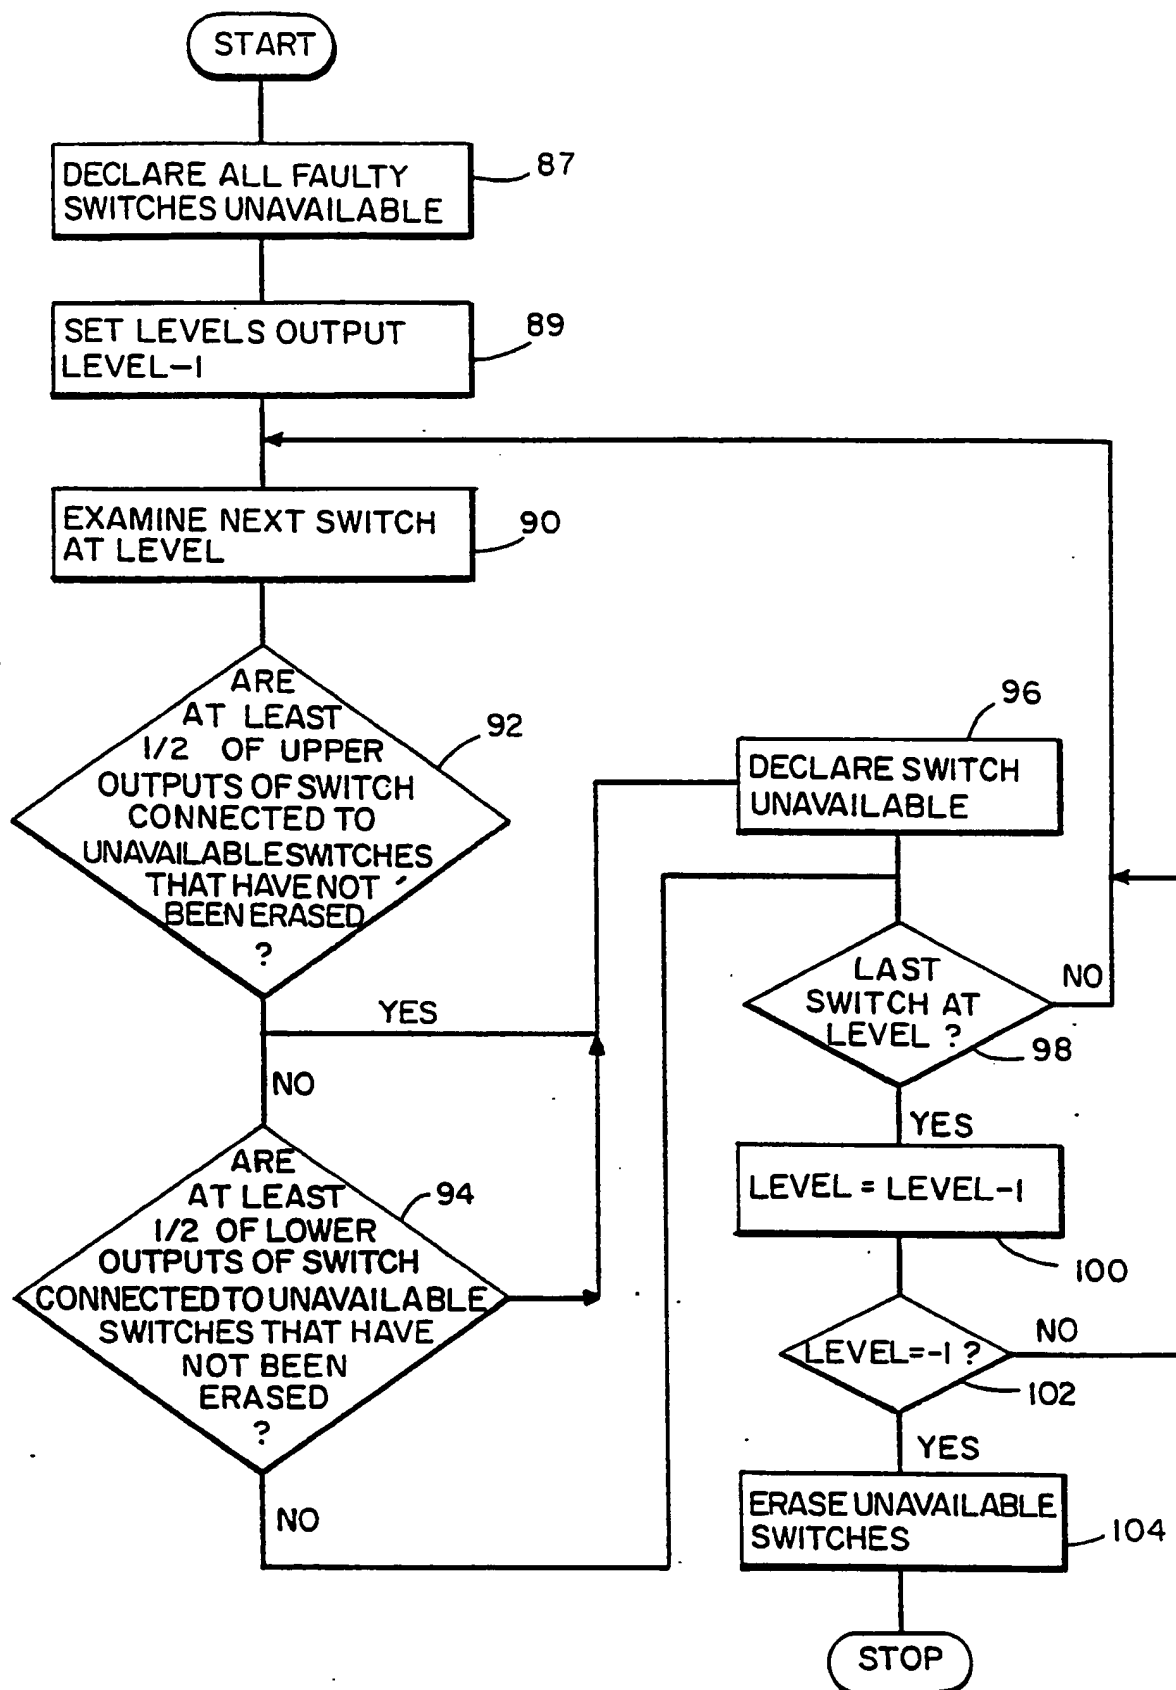 START
DECLARE ALL FAULTY
SWITCHES UNAVAILABLE
87
SET LEVELS OUTPUT
LEVEL-1
89
EXAMINE NEXT SWITCH
AT LEVEL
90
ARE
AT LEAST
1/2 OF UPPER
OUTPUTS OF SWITCH
CONNECTED TO
UNAVAILABLE SWITCHES
THAT HAVE NOT
BEEN ERASED
?
92
YES
NO
ARE
AT LEAST
1/2 OF LOWER
OUTPUTS OF SWITCH
CONNECTED TO UNAVAILABLE
SWITCHES THAT HAVE
NOT BEEN
ERASED
?
94
NO
DECLARE SWITCH
UNAVAILABLE
96
LAST
SWITCH AT
LEVEL ?
98
NO
YES
LEVEL = LEVEL-1
100
LEVEL=-1 ?
102
NO
YES
ERASE UNAVAILABLE
SWITCHES
104
STOP